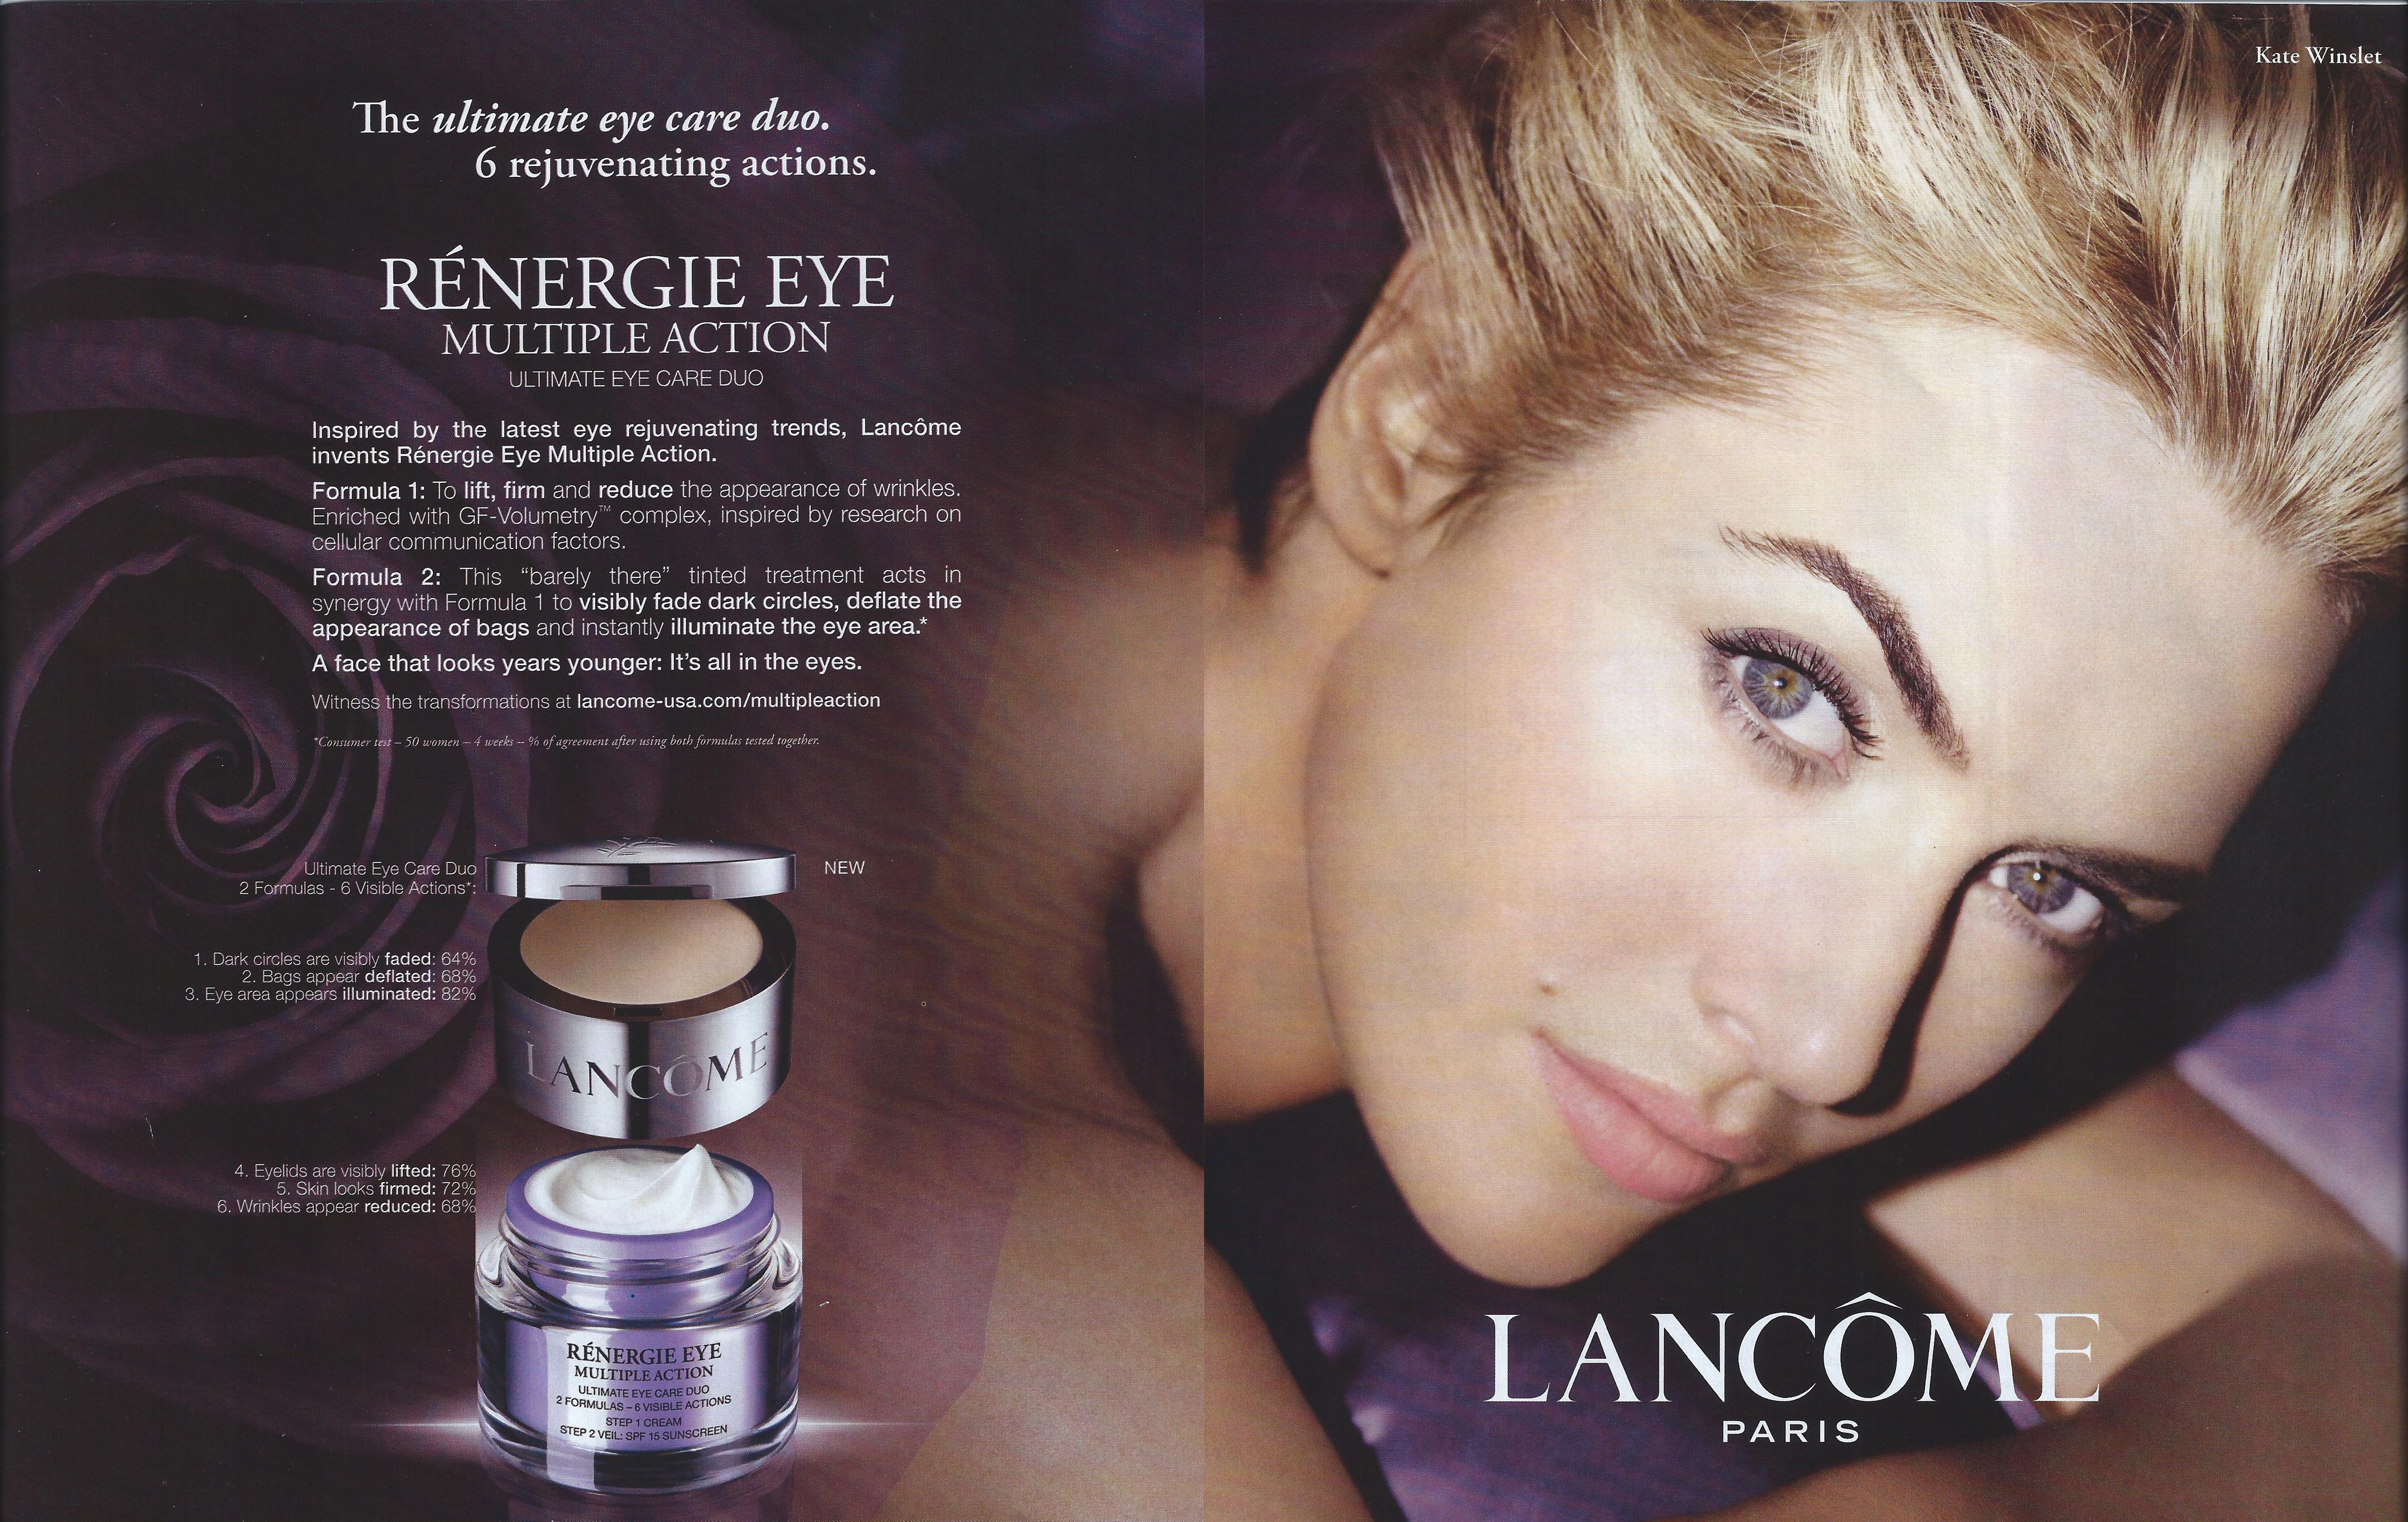 Kate Winslet
The ultimate eye care duo.
6 rejuvenating actions.
RÉNERGIE EYE
MULTIPLE ACTION
ULTIMATE EYE CARE DUO
Inspired by the latest eye rejuvenating trends, Lancôme
invents Rénergie Eye Multiple Action.
Formula 1: To lift, firm and reduce the appearance of wrinkles.
Enriched with GF-Volumetry™ complex, inspired by research on
cellular communication factors.
Formula 2: This “barely there” tinted treatment acts in
synergy with Formula 1 to visibly fade dark circles, deflate the
appearance of bags and instantly illuminate the eye area.*
A face that looks years younger: It’s all in the eyes.
Witness the transformations at lancome-usa.com/multipleaction
*Consumer test – 50 women – 4 weeks – % of agreement after using both formulas tested together.
Ultimate Eye Care Duo
2 Formulas - 6 Visible Actions*:
NEW
1. Dark circles are visibly faded: 64%
2. Bags appear deflated: 68%
3. Eye area appears illuminated: 82%
LANCÔME
4. Eyelids are visibly lifted: 76%
5. Skin looks firmed: 72%
6. Wrinkles appear reduced: 68%
RÉNERGIE EYE
MULTIPLE ACTION
ULTIMATE EYE CARE DUO
2 FORMULAS – 6 VISIBLE ACTIONS
STEP 1 CREAM
STEP 2 VEIL: SPF 15 SUNSCREEN
LANCÔME
PARIS